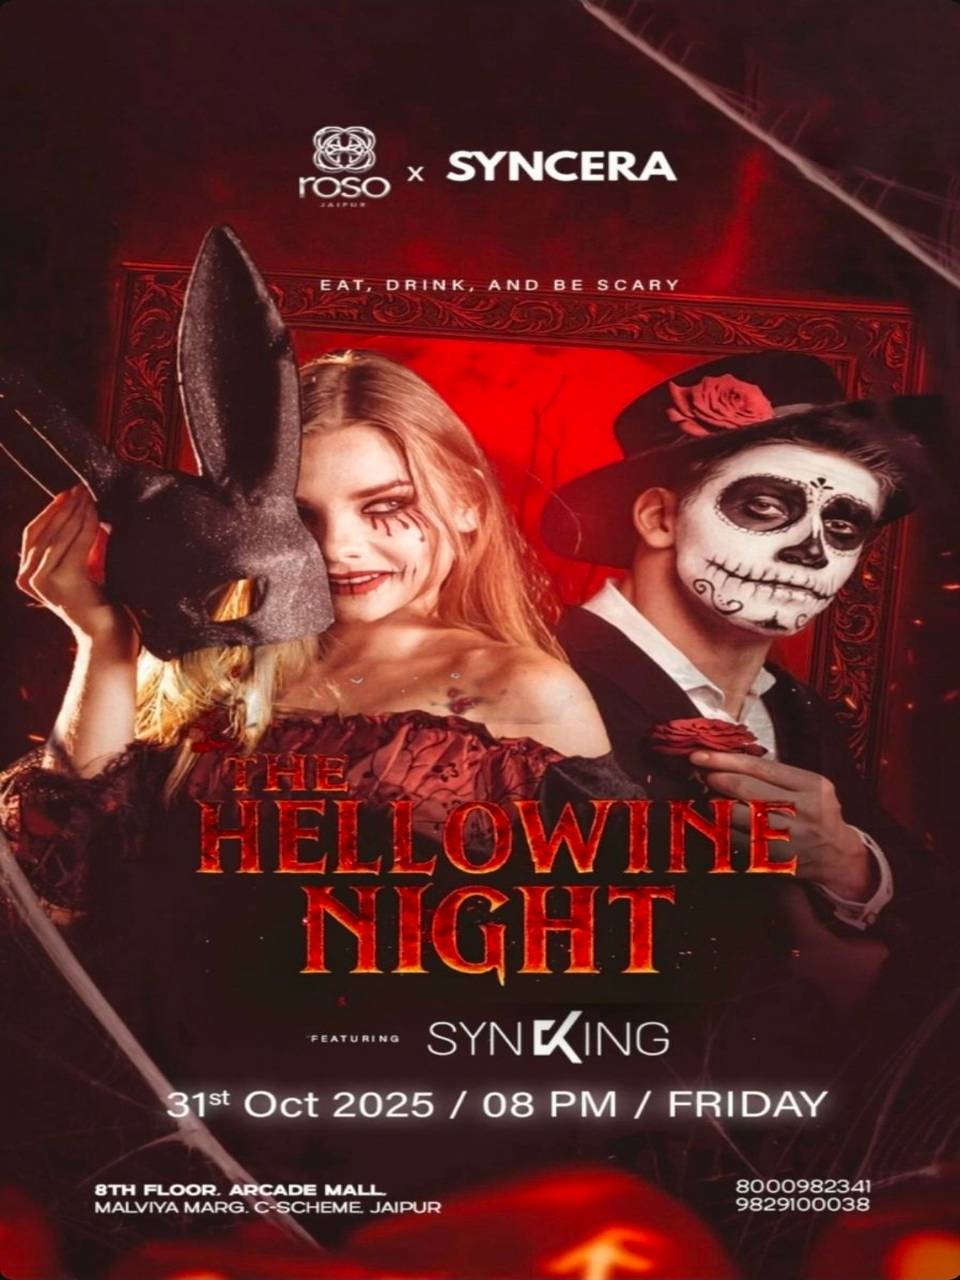 roso x SYNCERA
JAIPUR
EAT, DRINK, AND BE SCARY
THE
HELLOWINE
NIGHT
FEATURING SYNKING
31st Oct 2025 / 08 PM / FRIDAY
8TH FLOOR, ARCADE MALL,
MALVIYA MARG, C-SCHEME, JAIPUR
8000982341
9829100038